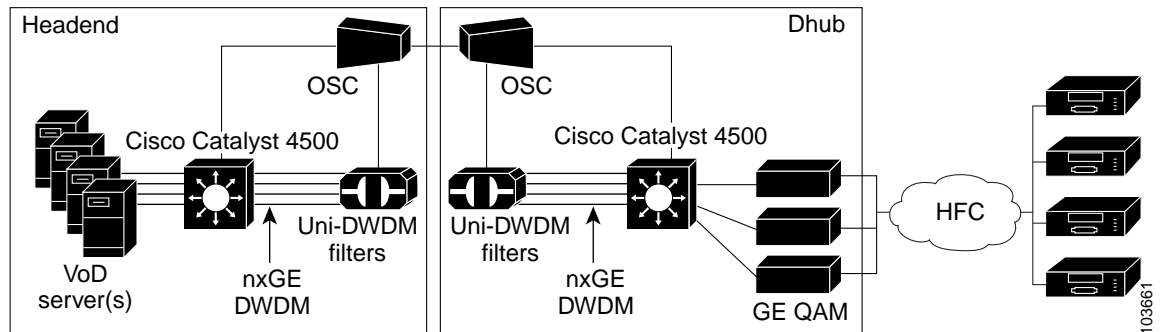 Headend
OSC
Cisco Catalyst 4500
VoD
server(s)
nxGE
DWDM
Uni-DWDM
filters
Dhub
OSC
Cisco Catalyst 4500
Uni-DWDM
filters
nxGE
DWDM
GE QAM
HFC
103661